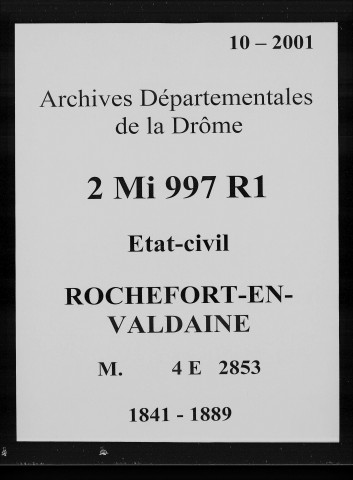 10 – 2001
Archives Départementales
de la Drôme
2 Mi 997 R1
Etat-civil
ROCHEFORT-EN-
VALDAINE
M. 4 E 2853
1841 - 1889